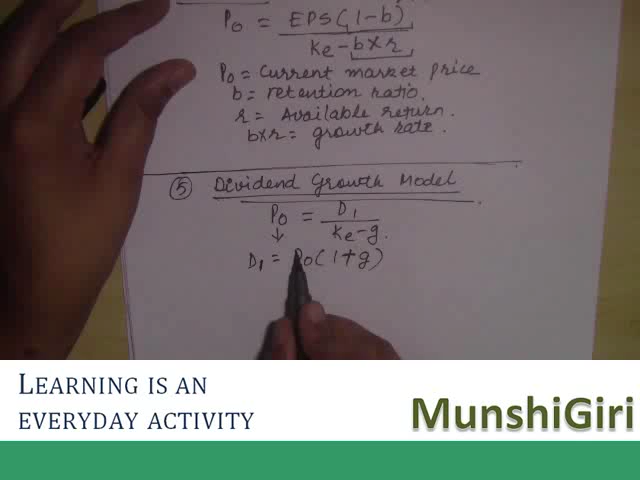 P0 = EPS(1-b)
Ke-b×r
P0 = Current market price
b = retention ratio.
r = Available return.
b×r = growth rate.
⑤ Dividend Growth Model
P0 = D1
Ke-g.
↓
D1 = D0(1+g)
LEARNING IS AN
EVERYDAY ACTIVITY
MunshiGiri